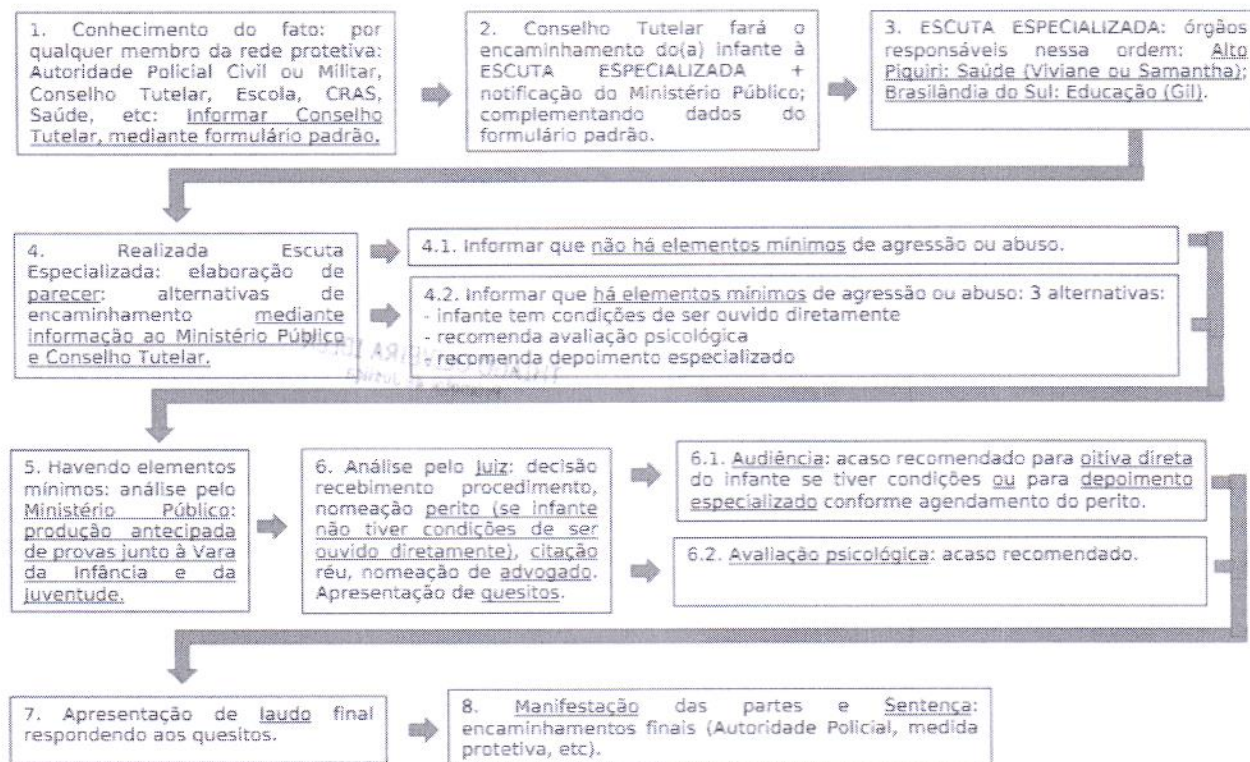 1. Conhecimento do fato: por
qualquer membro da rede protetiva:
Autoridade Policial Civil ou Militar,
Conselho Tutelar, Escola, CRAS,
Saúde, etc: Informar Conselho
Tutelar, mediante formulário padrão.
2. Conselho Tutelar fará o
encaminhamento do(a) infante à
ESCUTA ESPECIALIZADA +
notificação do Ministério Público;
complementando dados do
formulário padrão.
3. ESCUTA ESPECIALIZADA: órgãos
responsáveis nessa ordem: Alto
Piquiri: Saúde (Viviane ou Samantha);
Brasilândia do Sul: Educação (Gil).
4. Realizada Escuta
Especializada: elaboração de
parecer: alternativas de
encaminhamento mediante
informação ao Ministério Público
e Conselho Tutelar.
4.1. Informar que não há elementos mínimos de agressão ou abuso.
4.2. Informar que há elementos mínimos de agressão ou abuso: 3 alternativas:
- infante tem condições de ser ouvido diretamente
- recomenda avaliação psicológica
- recomenda depoimento especializado
5. Havendo elementos
mínimos: análise pelo
Ministério Público:
produção antecipada
de provas junto à Vara
da Infância e da
Juventude.
6. Análise pelo Juiz: decisão
recebimento procedimento,
nomeação perito (se infante
não tiver condições de ser
ouvido diretamente), citação
réu, nomeação de advogado.
Apresentação de quesitos.
6.1. Audiência: acaso recomendado para oitiva direta
do infante se tiver condições ou para depoimento
especializado conforme agendamento do perito.
6.2. Avaliação psicológica: acaso recomendado.
7. Apresentação de laudo final
respondendo aos quesitos.
8. Manifestação das partes e Sentença:
encaminhamentos finais (Autoridade Policial, medida
protetiva, etc).